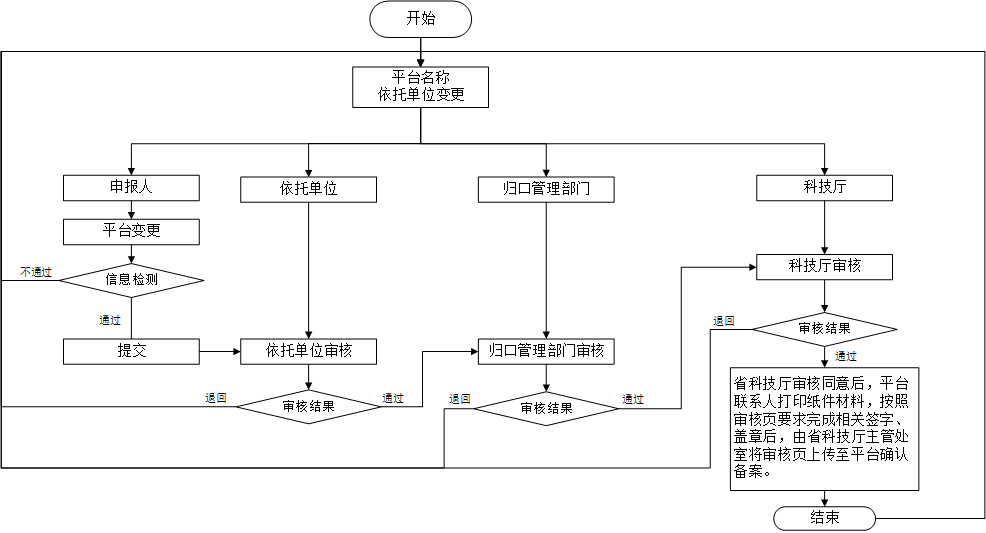 开始
平台名称
依托单位变更
申报人
依托单位
归口管理部门
科技厅
平台变更
不通过
信息检测
科技厅审核
通过
退回
审核结果
提交
依托单位审核
归口管理部门审核
通过
退回
审核结果
通过
退回
审核结果
通过
省科技厅审核同意后，平台
联系人打印纸件材料，按照
审核页要求完成相关签字、
盖章后，由省科技厅主管处
室将审核页上传至平台确认
备案。
结束